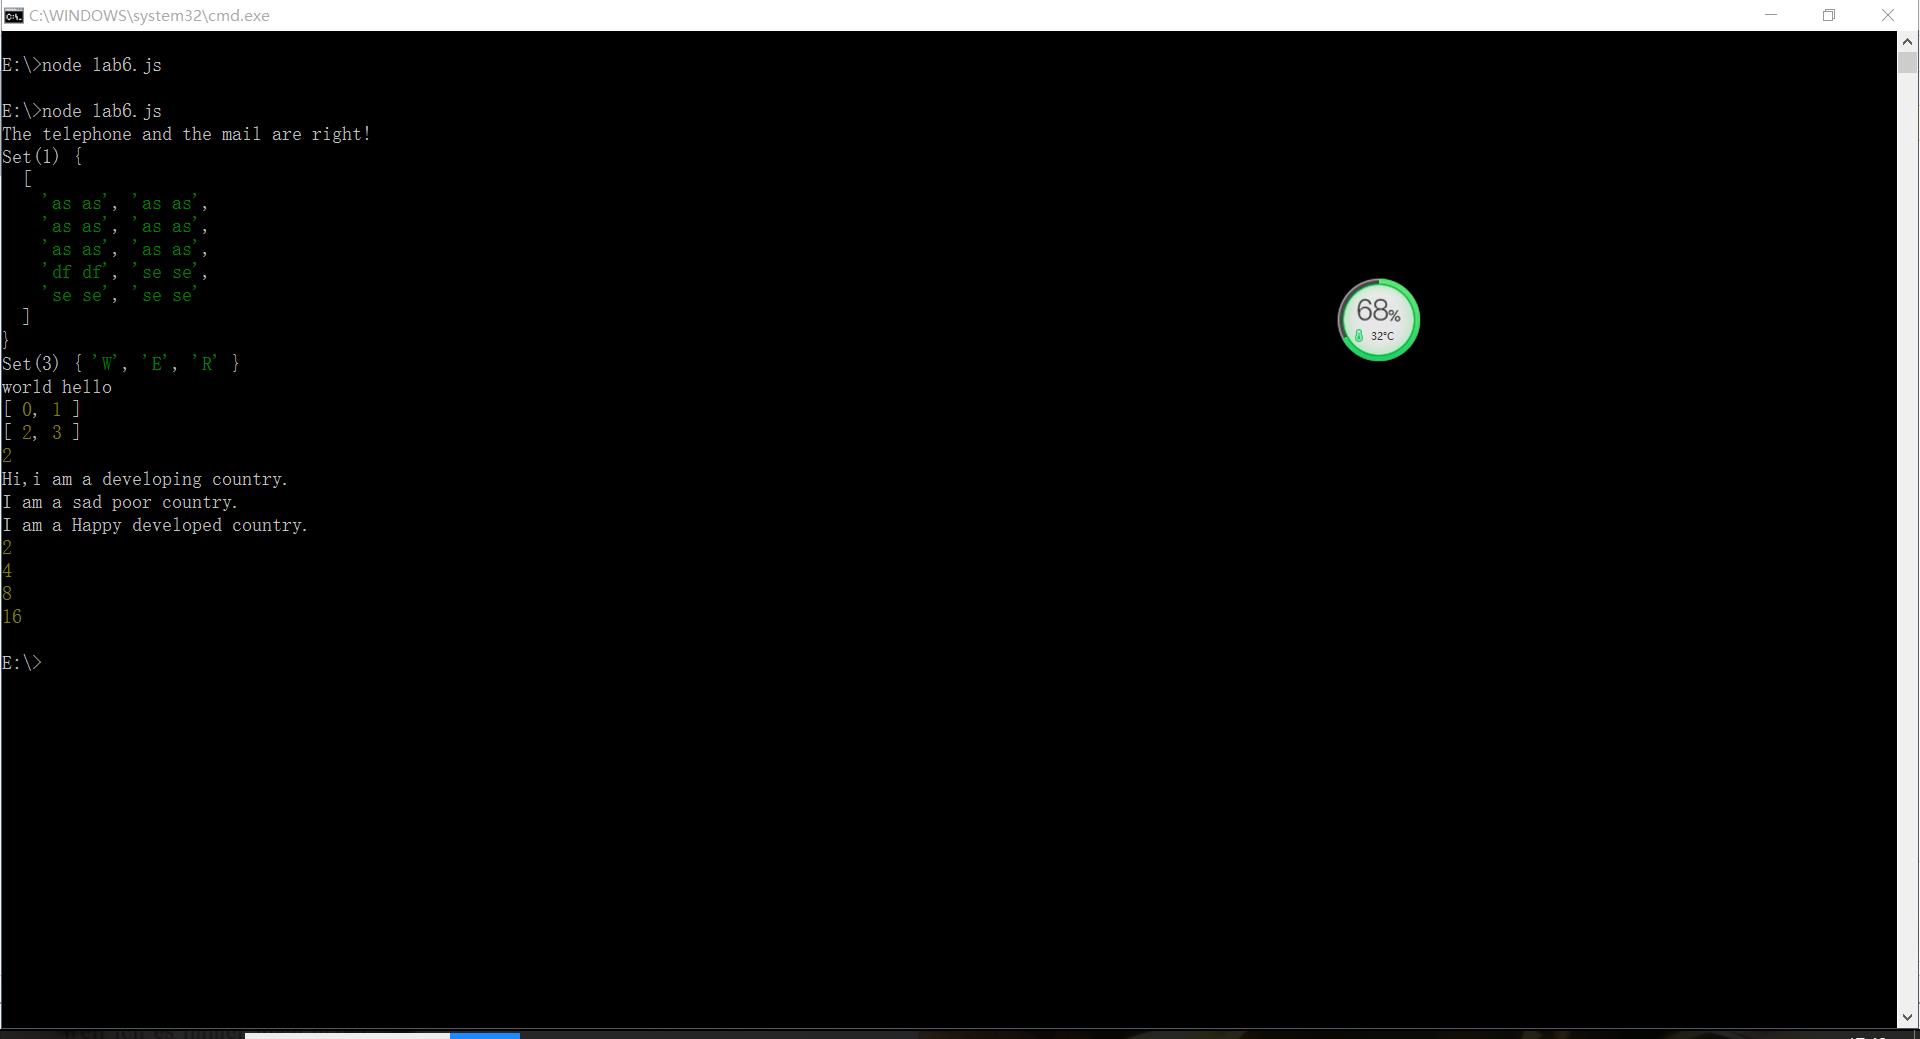 C:\WINDOWS\system32\cmd.exe
E:\>node lab6.js
E:\>node lab6.js
The telephone and the mail are right!
Set(1) {
[
'as as', 'as as',
'as as', 'as as',
'as as', 'as as',
'df df', 'se se',
'se se', 'se se'
]
}
Set(3) { 'W', 'E', 'R' }
world hello
[ 0, 1 ]
[ 2, 3 ]
2
Hi,i am a developing country.
I am a sad poor country.
I am a Happy developed country.
2
4
8
16
E:\>
68%
32°C